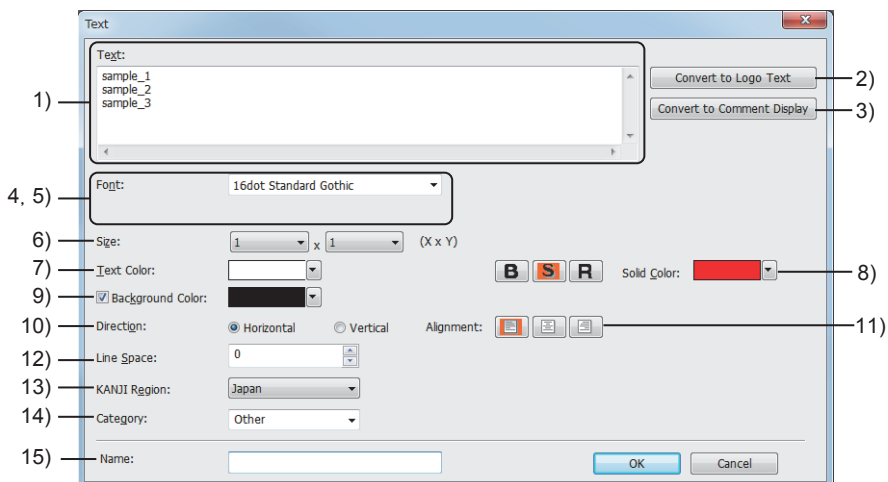 Text
Text:
sample_1
sample_2
sample_3
1)
Convert to Logo Text
2)
Convert to Comment Display
3)
4, 5)
Font:
16dot Standard Gothic
6)
Size:
1 x 1 (X x Y)
7)
Text Color:
B S R
Solid Color:
8)
9)
Background Color:
10)
Direction:
Horizontal
Vertical
Alignment:
11)
12)
Line Space:
0
13)
KANJI Region:
Japan
14)
Category:
Other
15)
Name:
OK
Cancel